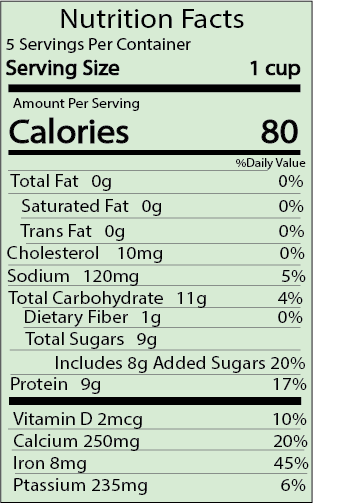 Nutrition Facts
5 Servings Per Container
Serving Size 1 cup
Amount Per Serving
Calories 80
%Daily Value
Total Fat 0g 0%
Saturated Fat 0g 0%
Trans Fat 0g 0%
Cholesterol 10mg 0%
Sodium 120mg 5%
Total Carbohydrate 11g 4%
Dietary Fiber 1g 0%
Total Sugars 9g
Includes 8g Added Sugars 20%
Protein 9g 17%
Vitamin D 2mcg 10%
Calcium 250mg 20%
Iron 8mg 45%
Ptassium 235mg 6%